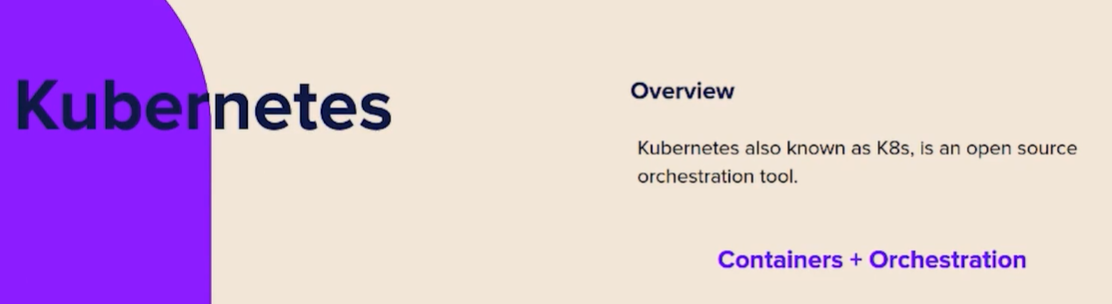 Kubernetes
Overview
Kubernetes also known as K8s, is an open source
orchestration tool.
Containers + Orchestration